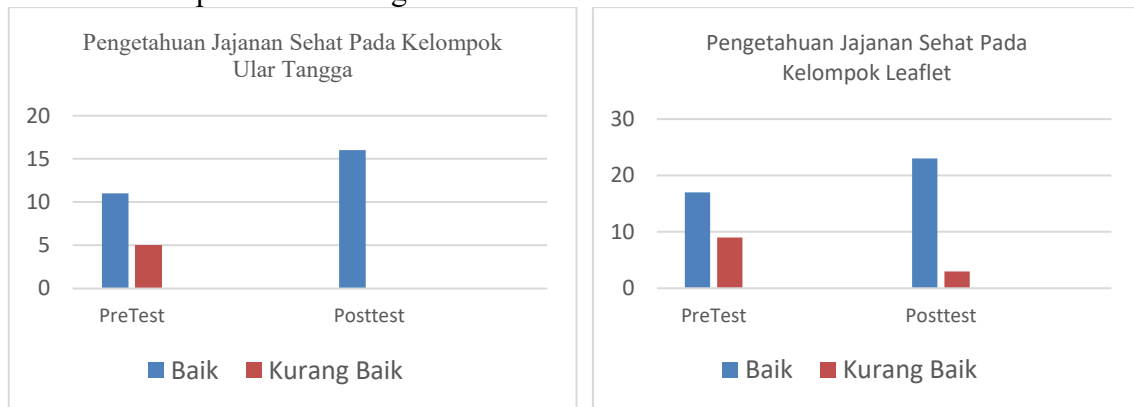 Pengetahuan Jajanan Sehat Pada Kelompok
Ular Tangga
20
15
10
5
0
PreTest Posttest
Baik Kurang Baik
Pengetahuan Jajanan Sehat Pada
Kelompok Leaflet
30
20
10
0
PreTest Posttest
Baik Kurang Baik